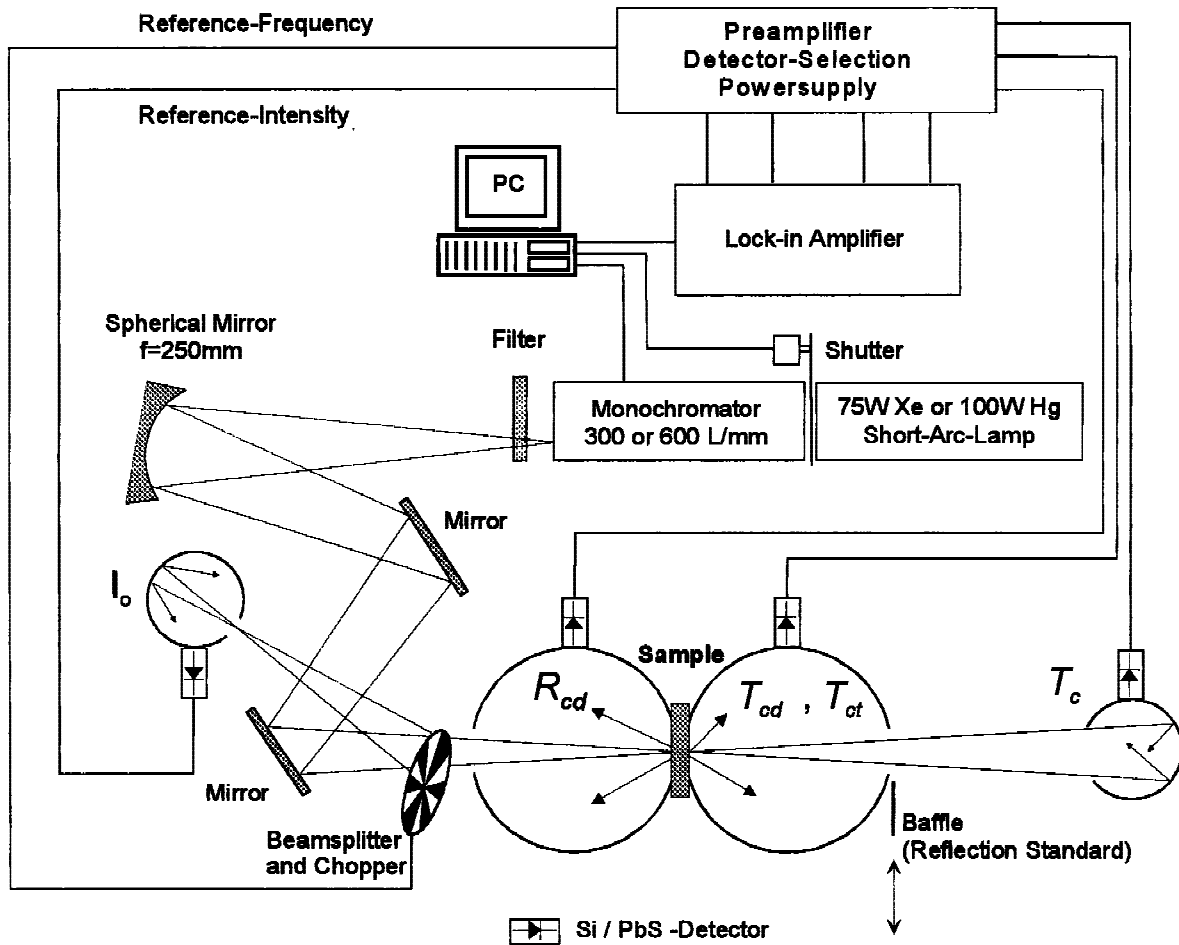 Reference-Frequency
Preamplifier
Detector-Selection
Powersupply
Reference-Intensity
PC
Lock-in Amplifier
Spherical Mirror
f=250mm
Filter
Shutter
Monochromator
300 or 600 L/mm
75W Xe or 100W Hg
Short-Arc-Lamp
Mirror
Io
Sample
Rcd
Tcd , Tct
Tc
Mirror
Beamsplitter
and Chopper
Baffle
(Reflection Standard)
Si / PbS -Detector